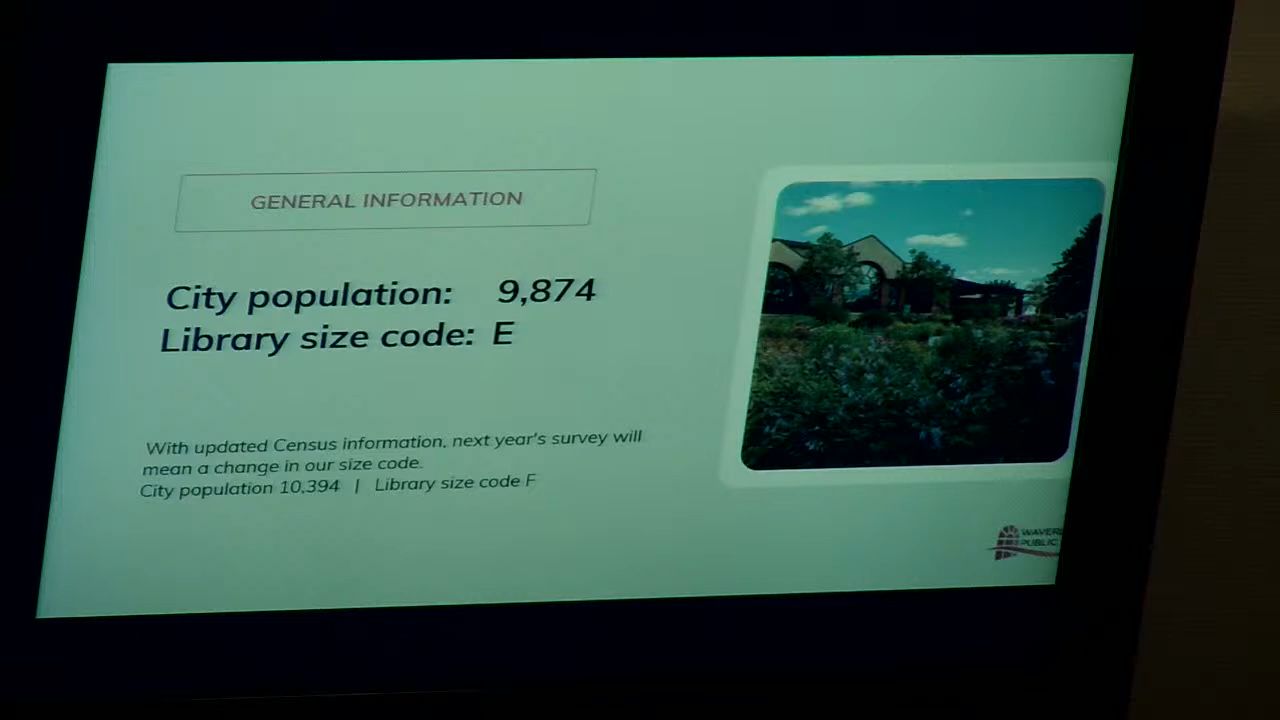 GENERAL INFORMATION
City population: 9,874
Library size code: E
With updated Census information, next year's survey will
mean a change in our size code.
City population 10,394 | Library size code F
PUBLIC